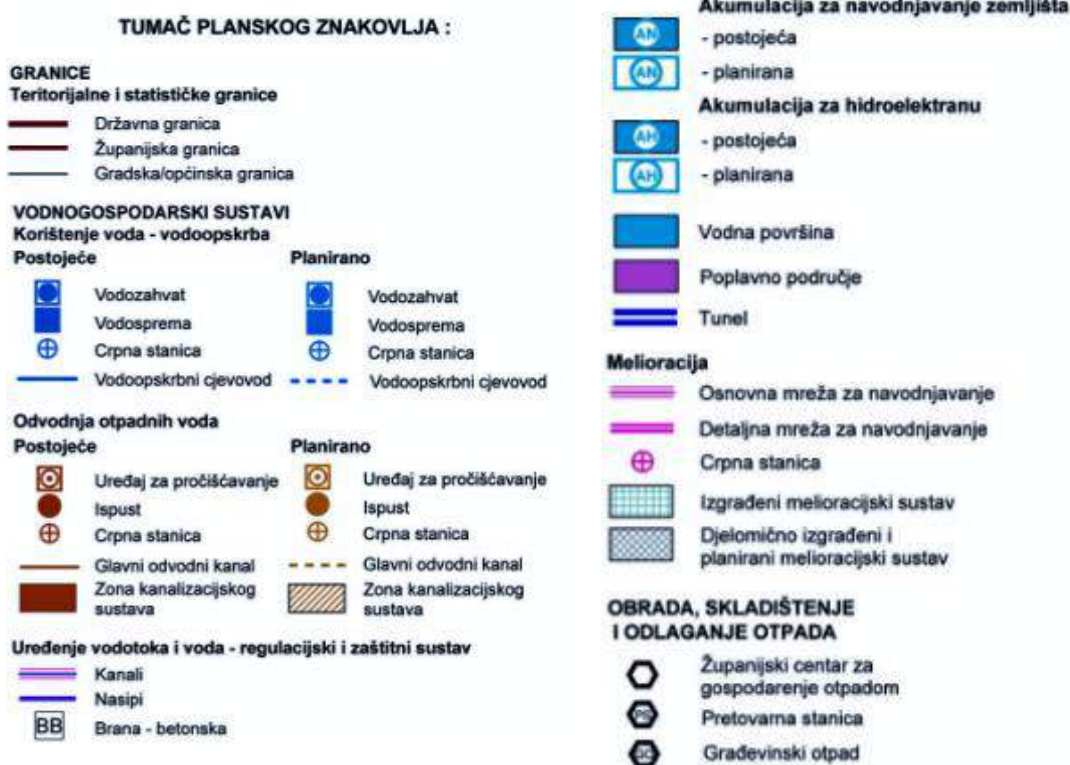 TUMAČ PLANSKOG ZNAKOVLJA :
GRANICE
Teritorijalne i statističke granice
Državna granica
Županijska granica
Gradska/općinska granica
VODNOGOSPODARSKI SUSTAVI
Korištenje voda - vodoopskrba
Postojeće
Planirano
Vodozahvat
Vodozahvat
Vodosprema
Vodosprema
Crpna stanica
Crpna stanica
Vodoopskrbni cjevovod
Vodoopskrbni cjevovod
Odvodnja otpadnih voda
Postojeće
Planirano
Uređaj za pročišćavanje
Uređaj za pročišćavanje
Ispust
Ispust
Crpna stanica
Crpna stanica
Glavni odvodni kanal
Glavni odvodni kanal
Zona kanalizacijskog
sustava
Zona kanalizacijskog
sustava
Uređenje vodotoka i voda - regulacijski i zaštitni sustav
Kanali
Nasipi
BB Brana - betonska
Akumulacija za navodnjavanje zemljišta
AN - postojeća
AN - planirana
Akumulacija za hidroelektranu
AH - postojeća
AH - planirana
Vodna površina
Poplavno područje
Tunel
Melioracija
Osnovna mreža za navodnjavanje
Detaljna mreža za navodnjavanje
Crpna stanica
Izgrađeni melioracijski sustav
Djelomično izgrađeni i
planirani melioracijski sustav
OBRADA, SKLADIŠTENJE
I ODLAGANJE OTPADA
Županijski centar za
gospodarenje otpadom
PS Pretovarna stanica
Građevinski otpad